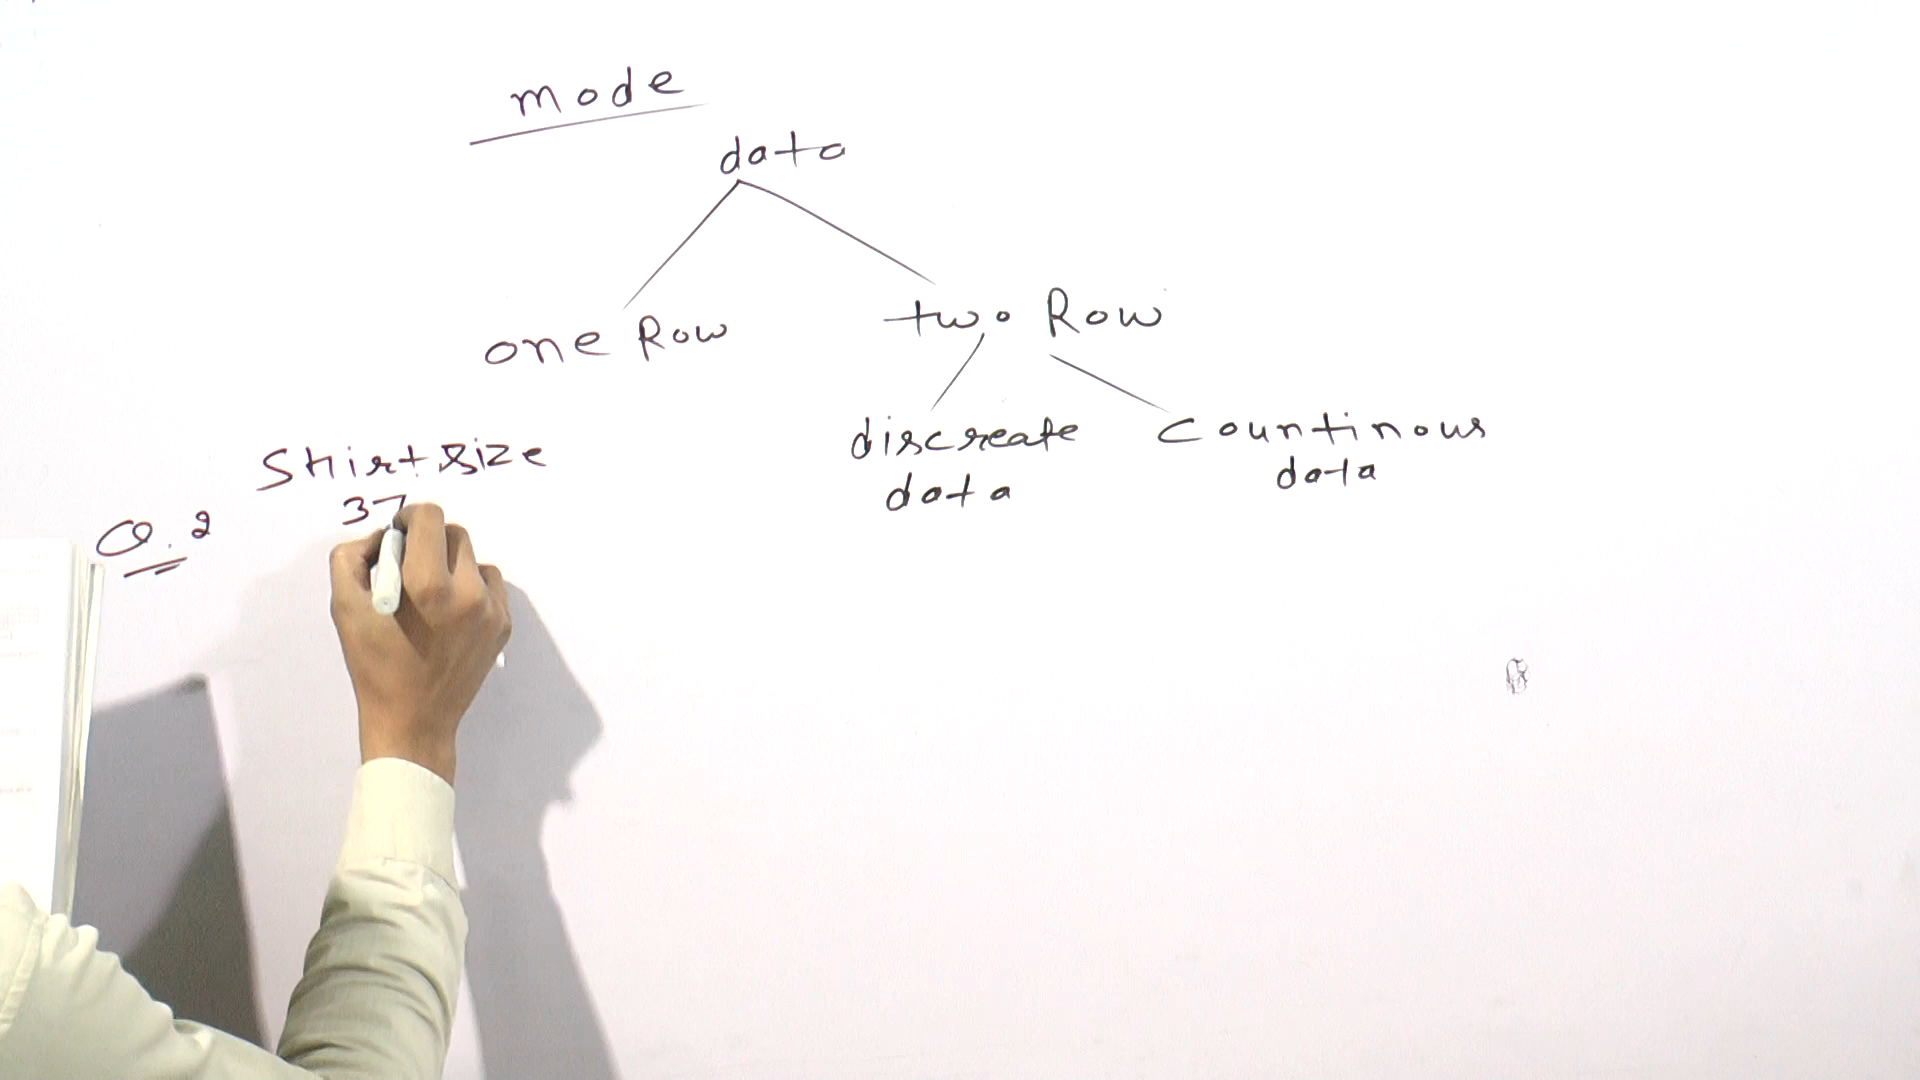 mode
data
one Row
two Row
discreate
data
Countinous
data
Shirt Size
37
Q. 2